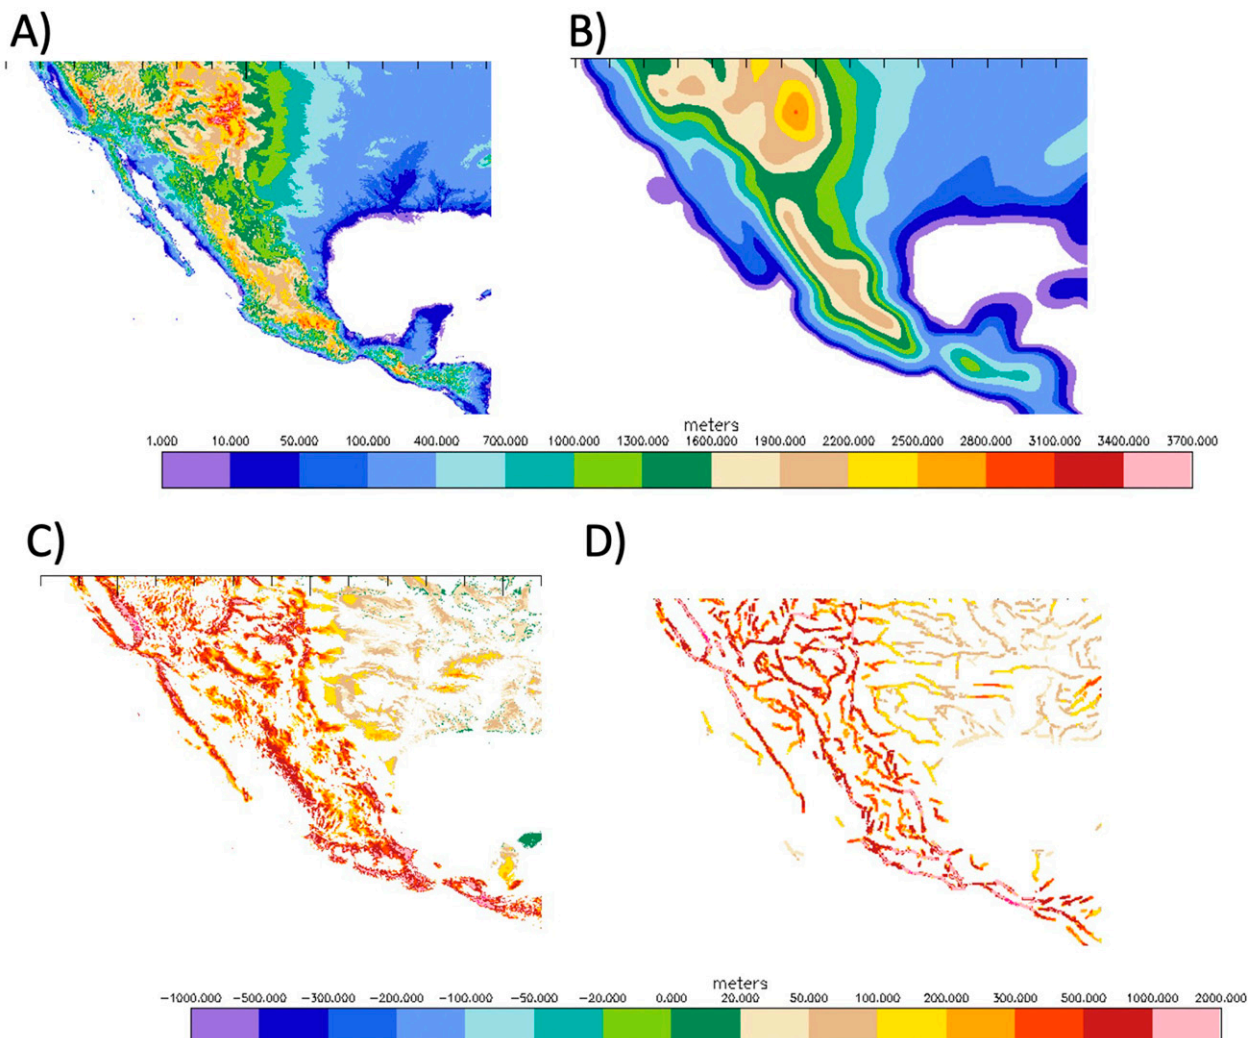 A)
B)
meters
1.000 10.000 50.000 100.000 400.000 700.000 1000.000 1300.000 1600.000 1900.000 2200.000 2500.000 2800.000 3100.000 3400.000 3700.000
C)
D)
meters
−1000.000 −500.000 −300.000 −200.000 −100.000 −50.000 −20.000 0.000 20.000 50.000 100.000 200.000 300.000 500.000 1000.000 2000.000